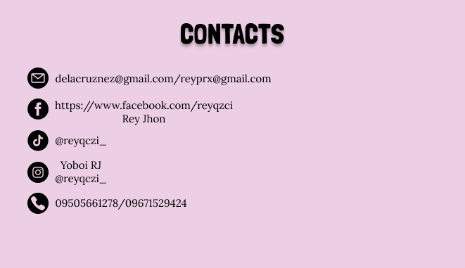 CONTACTS
delacruznez@gmail.com/reyprx@gmail.com
https://www.facebook.com/reyqzci
Rey Jhon
@reyqczi_
Yoboi RJ
@reyqczi_
09505661278/09671529424